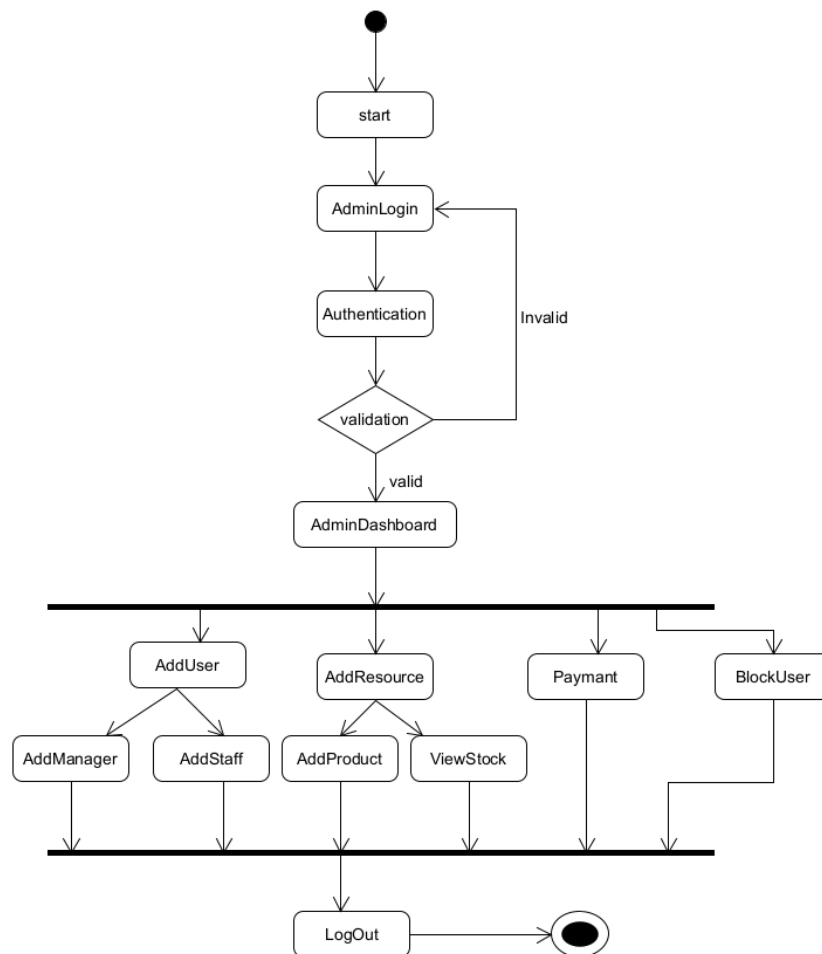 start
AdminLogin
Authentication
Invalid
validation
valid
AdminDashboard
AddUser
AddResource
Paymant
BlockUser
AddManager
AddStaff
AddProduct
ViewStock
LogOut